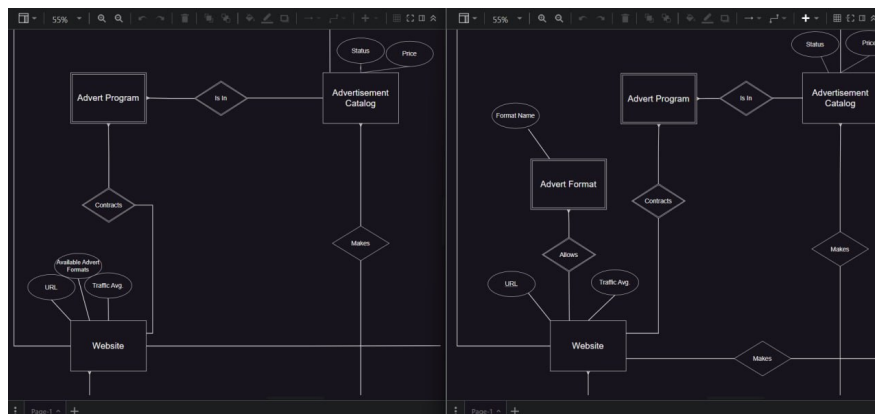 55%
Status
Price
Advert Program
Is In
Advertisement
Catalog
Contracts
Makes
Available Advert
Formats
URL
Traffic Avg.
Website
Page-1
55%
Status
Advert Program
Is In
Advertisement
Catalog
Format Name
Advert Format
Contracts
Allows
Makes
URL
Traffic Avg.
Website
Makes
Page-1